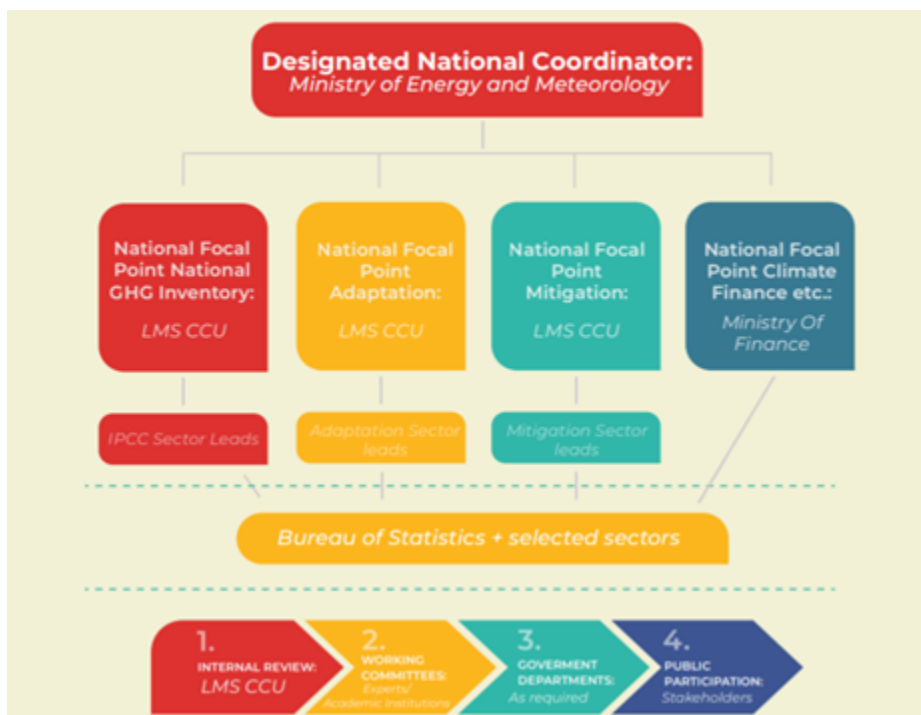 Designated National Coordinator:
Ministry of Energy and Meteorology
National Focal
Point National
GHG Inventory:
LMS CCU
National Focal
Point
Adaptation:
LMS CCU
National Focal
Point
Mitigation:
LMS CCU
National Focal
Point Climate
Finance etc.:
Ministry Of
Finance
IPCC Sector Leads
Adaptation Sector
leads
Mitigation Sector
leads
Bureau of Statistics + selected sectors
1.
INTERNAL REVIEW:
LMS CCU
2.
WORKING
COMMITTEES:
Experts/
Academic Institutions
3.
GOVERMENT
DEPARTMENTS:
As required
4.
PUBLIC
PARTICIPATION:
Stakeholders